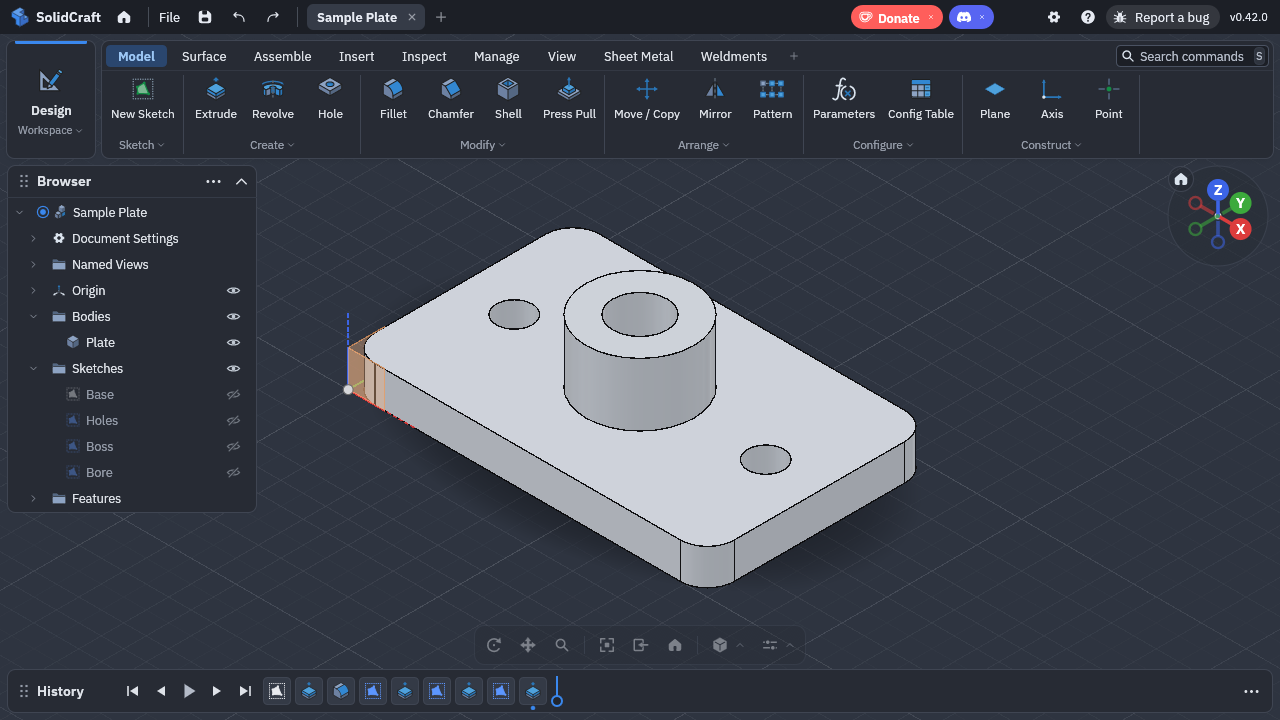 SolidCraft
File
Sample Plate
Donate
Report a bug
v0.42.0
Design
Workspace
Model
Surface
Assemble
Insert
Inspect
Manage
View
Sheet Metal
Weldments
Search commands
S
New Sketch
Extrude
Revolve
Hole
Fillet
Chamfer
Shell
Press Pull
Move / Copy
Mirror
Pattern
Parameters
Config Table
Plane
Axis
Point
Sketch
Create
Modify
Arrange
Configure
Construct
Browser
Sample Plate
Document Settings
Named Views
Origin
Bodies
Plate
Sketches
Base
Holes
Boss
Bore
Features
Z
Y
X
History